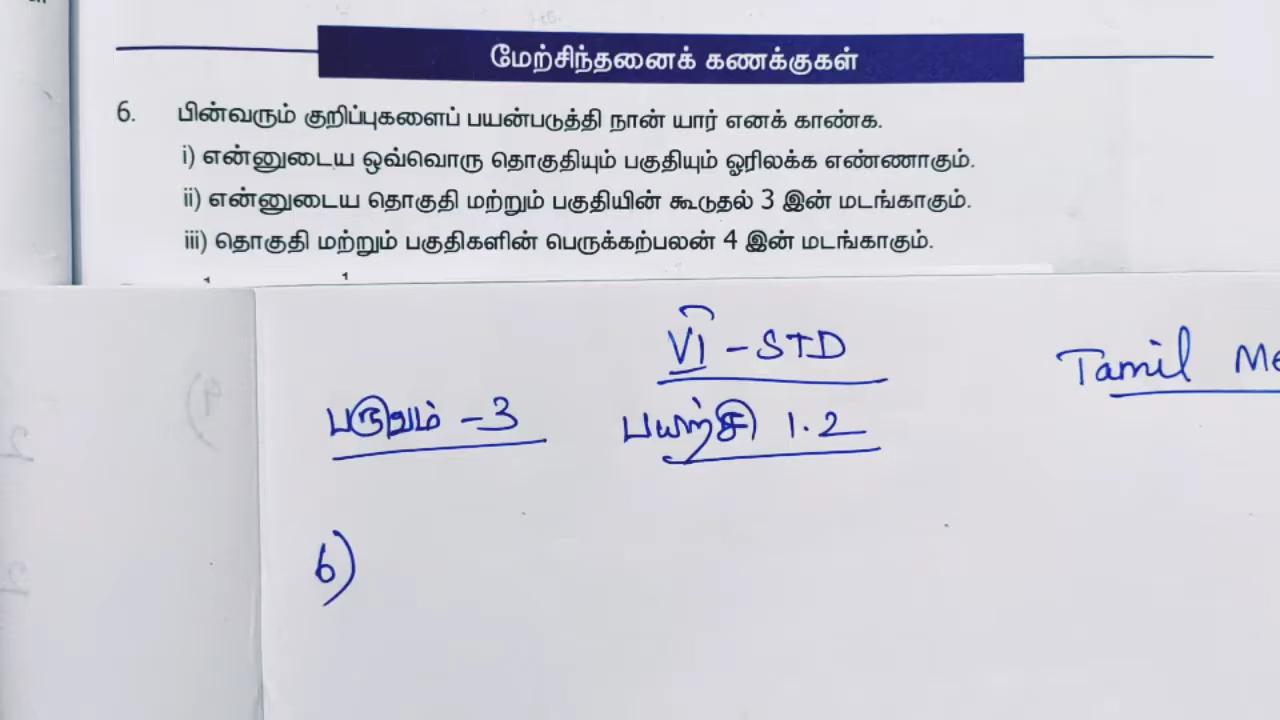 மேற்சிந்தனைக் கணக்குகள்
6. பின்வரும் குறிப்புகளைப் பயன்படுத்தி நான் யார் எனக் காண்க.
i) என்னுடைய ஒவ்வொரு தொகுதியும் பகுதியும் ஓரிலக்க எண்ணாகும்.
ii) என்னுடைய தொகுதி மற்றும் பகுதியின் கூடுதல் 3 இன் மடங்காகும்.
iii) தொகுதி மற்றும் பகுதிகளின் பெருக்கற்பலன் 4 இன் மடங்காகும்.
VI - STD
Tamil Me
பருவம் -3 பயிற்சி 1.2
6)